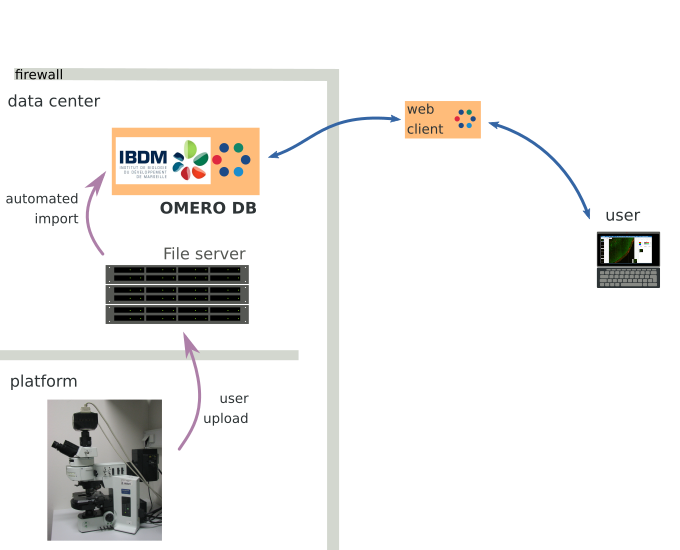 firewall
data center
web
client
IBDM
INSTITUT DE BIOLOGIE
DU DÉVELOPPEMENT
DE MARSEILLE
automated
import
OMERO DB
user
File server
platform
user
upload